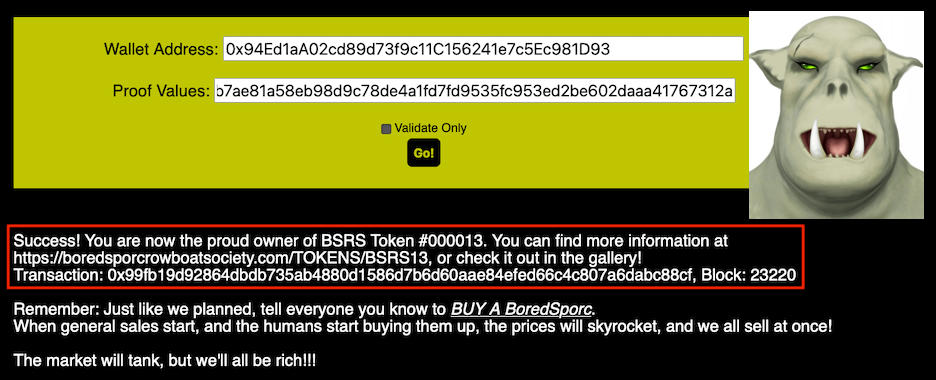 Wallet Address: 0x94Ed1aA02cd89d73f9c11C156241e7c5Ec981D93
Proof Values: b7ae81a58eb98d9c78de4a1fd7fd9535fc953ed2be602daaa41767312a
Validate Only
Go!
Success! You are now the proud owner of BSRS Token #000013. You can find more information at
https://boredsporcrowboatsociety.com/TOKENS/BSRS13, or check it out in the gallery!
Transaction: 0x99fb19d92864dbdb735ab4880d1586d7b6d60aae84efed66c4c807a6dabc88cf, Block: 23220
Remember: Just like we planned, tell everyone you know to BUY A BoredSporc.
When general sales start, and the humans start buying them up, the prices will skyrocket, and we all sell at once!
The market will tank, but we'll all be rich!!!